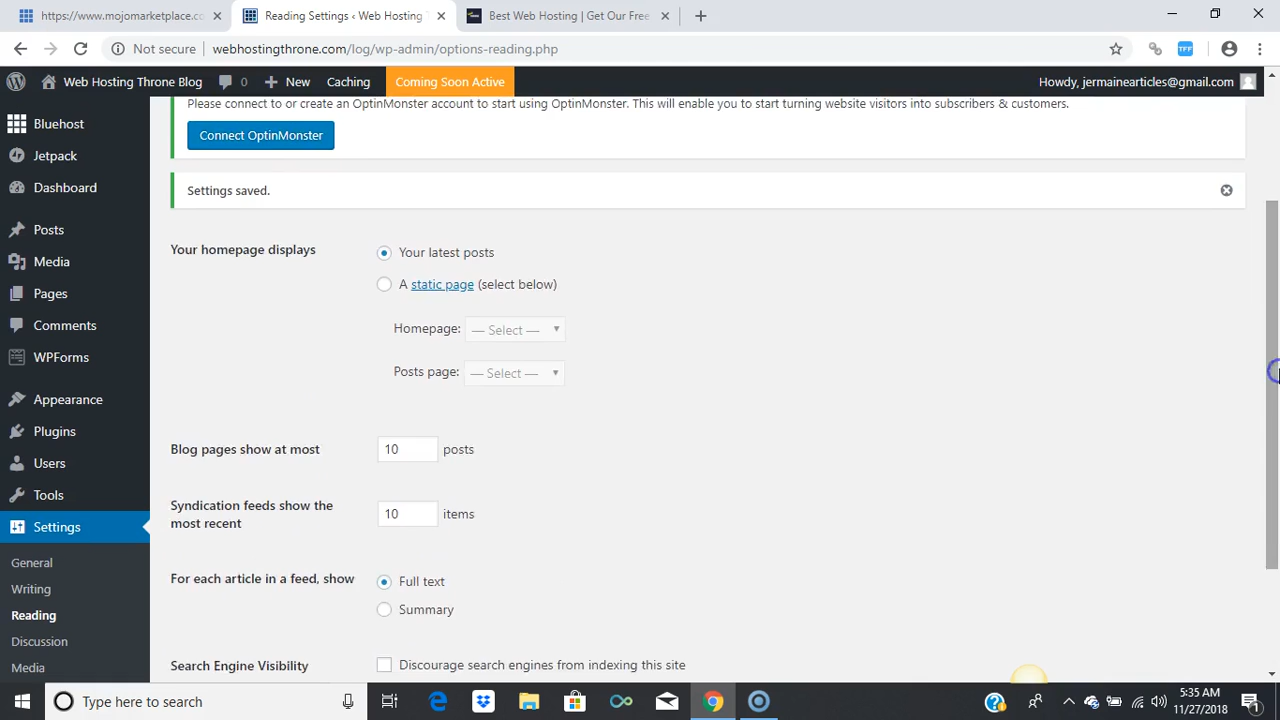 https://www.mojomarketplace.co
Reading Settings ‹ Web Hosting T
Best Web Hosting | Get Our Free
Not secure
webhostingthrone.com/log/wp-admin/options-reading.php
Web Hosting Throne Blog
0
New
Caching
Coming Soon Active
Howdy, jermainearticles@gmail.com
Please connect to or create an OptinMonster account to start using OptinMonster. This will enable you to start turning website visitors into subscribers & customers.
Connect OptinMonster
Settings saved.
Bluehost
Jetpack
Dashboard
Posts
Media
Pages
Comments
WPForms
Appearance
Plugins
Users
Tools
Settings
General
Writing
Reading
Discussion
Media
Your homepage displays
Your latest posts
A static page (select below)
Homepage: — Select —
Posts page: — Select —
Blog pages show at most
10 posts
Syndication feeds show the most recent
10 items
For each article in a feed, show
Full text
Summary
Search Engine Visibility
Discourage search engines from indexing this site
Type here to search
5:35 AM
11/27/2018
1